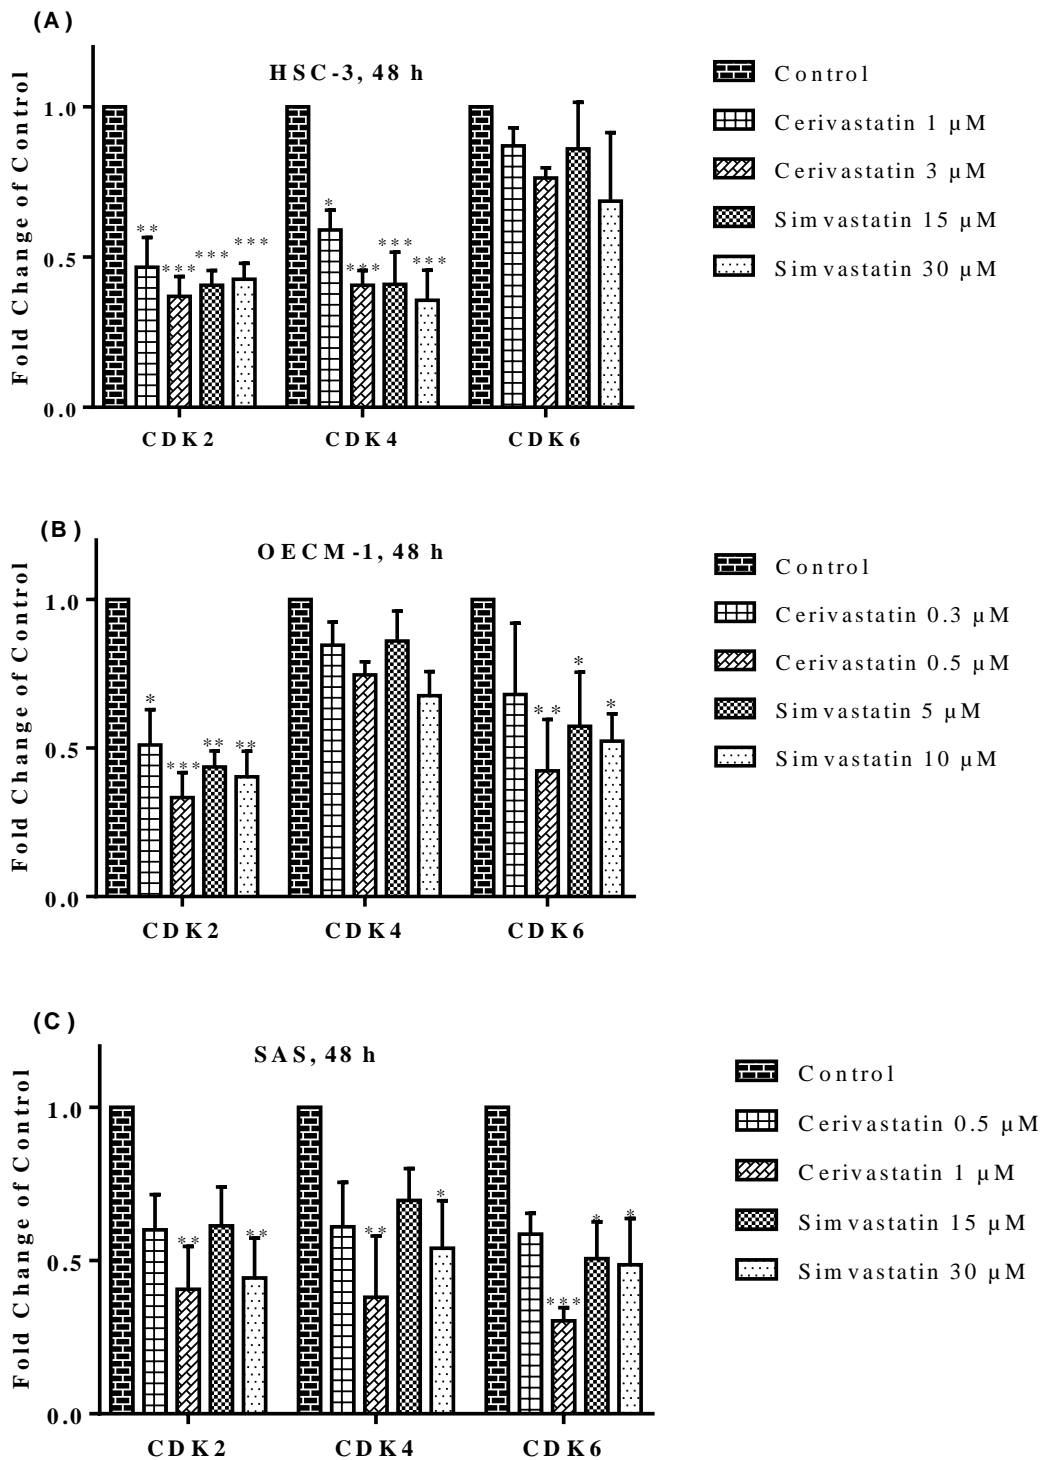 (A)
HSC-3, 48 h
Fold Change of Control
1.0
0.5
0.0
** *** *** ***
* *** *** ***
CDK2 CDK4 CDK6
Control
Cerivastatin 1 µM
Cerivastatin 3 µM
Simvastatin 15 µM
Simvastatin 30 µM
(B)
OECM-1, 48 h
Fold Change of Control
1.0
0.5
0.0
* *** ** **
** * *
CDK2 CDK4 CDK6
Control
Cerivastatin 0.3 µM
Cerivastatin 0.5 µM
Simvastatin 5 µM
Simvastatin 10 µM
(C)
SAS, 48 h
Fold Change of Control
1.0
0.5
0.0
** **
** *
*** * *
CDK2 CDK4 CDK6
Control
Cerivastatin 0.5 µM
Cerivastatin 1 µM
Simvastatin 15 µM
Simvastatin 30 µM